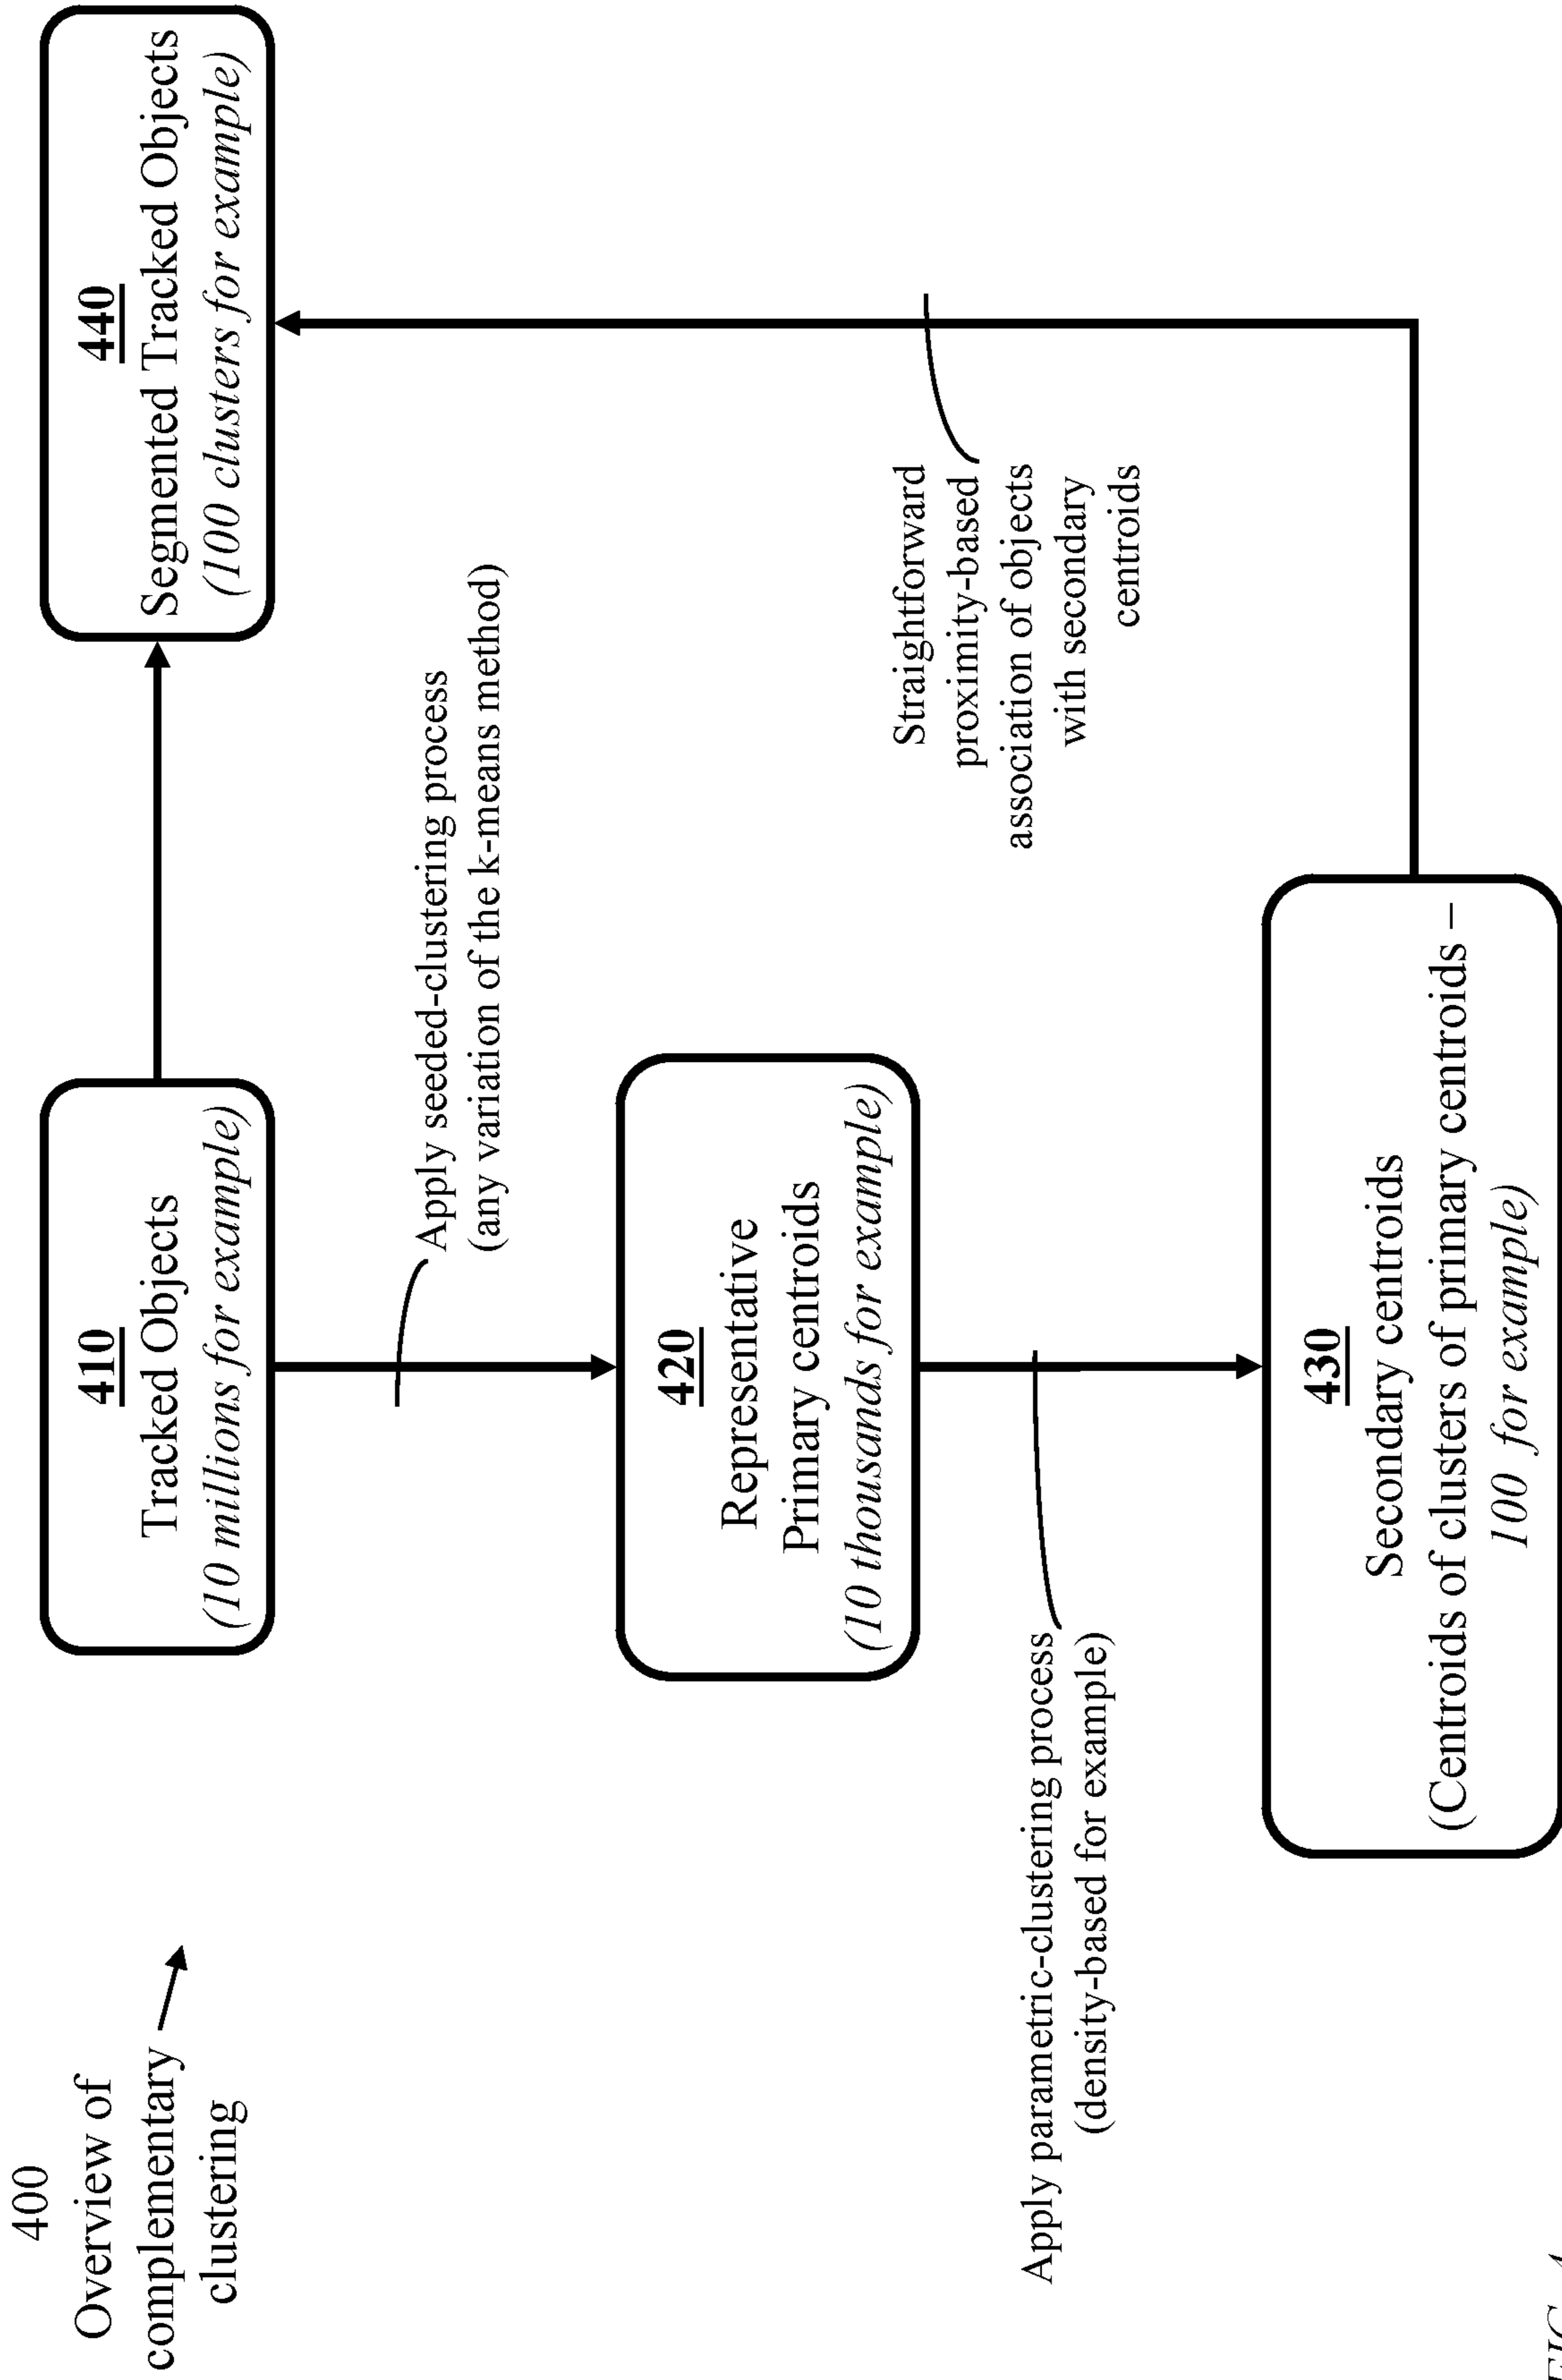 400
Overview of
complementary
clustering
410
Tracked Objects
(10 millions for example)
440
Segmented Tracked Objects
(100 clusters for example)
Apply seeded-clustering process
(any variation of the k-means method)
420
Representative
Primary centroids
(10 thousands for example)
Straightforward
proximity-based
association of objects
with secondary
centroids
Apply parametric-clustering process
(density-based for example)
430
Secondary centroids
(Centroids of clusters of primary centroids –
100 for example)
FIG. 4